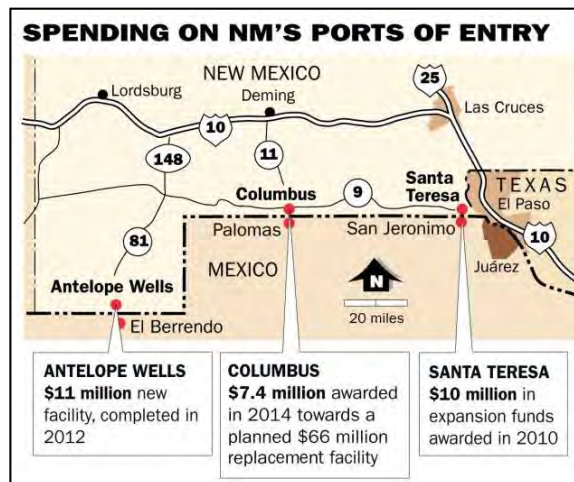 SPENDING ON NM'S PORTS OF ENTRY
NEW MEXICO
25
Lordsburg
Deming
Las Cruces
10
148
11
Columbus
9
Santa
Teresa
TEXAS
El Paso
81
Palomas
San Jeronimo
10
MEXICO
Juárez
Antelope Wells
N
20 miles
El Berrendo
ANTELOPE WELLS
$11 million new
facility, completed in
2012
COLUMBUS
$7.4 million awarded
in 2014 towards a
planned $66 million
replacement facility
SANTA TERESA
$10 million in
expansion funds
awarded in 2010